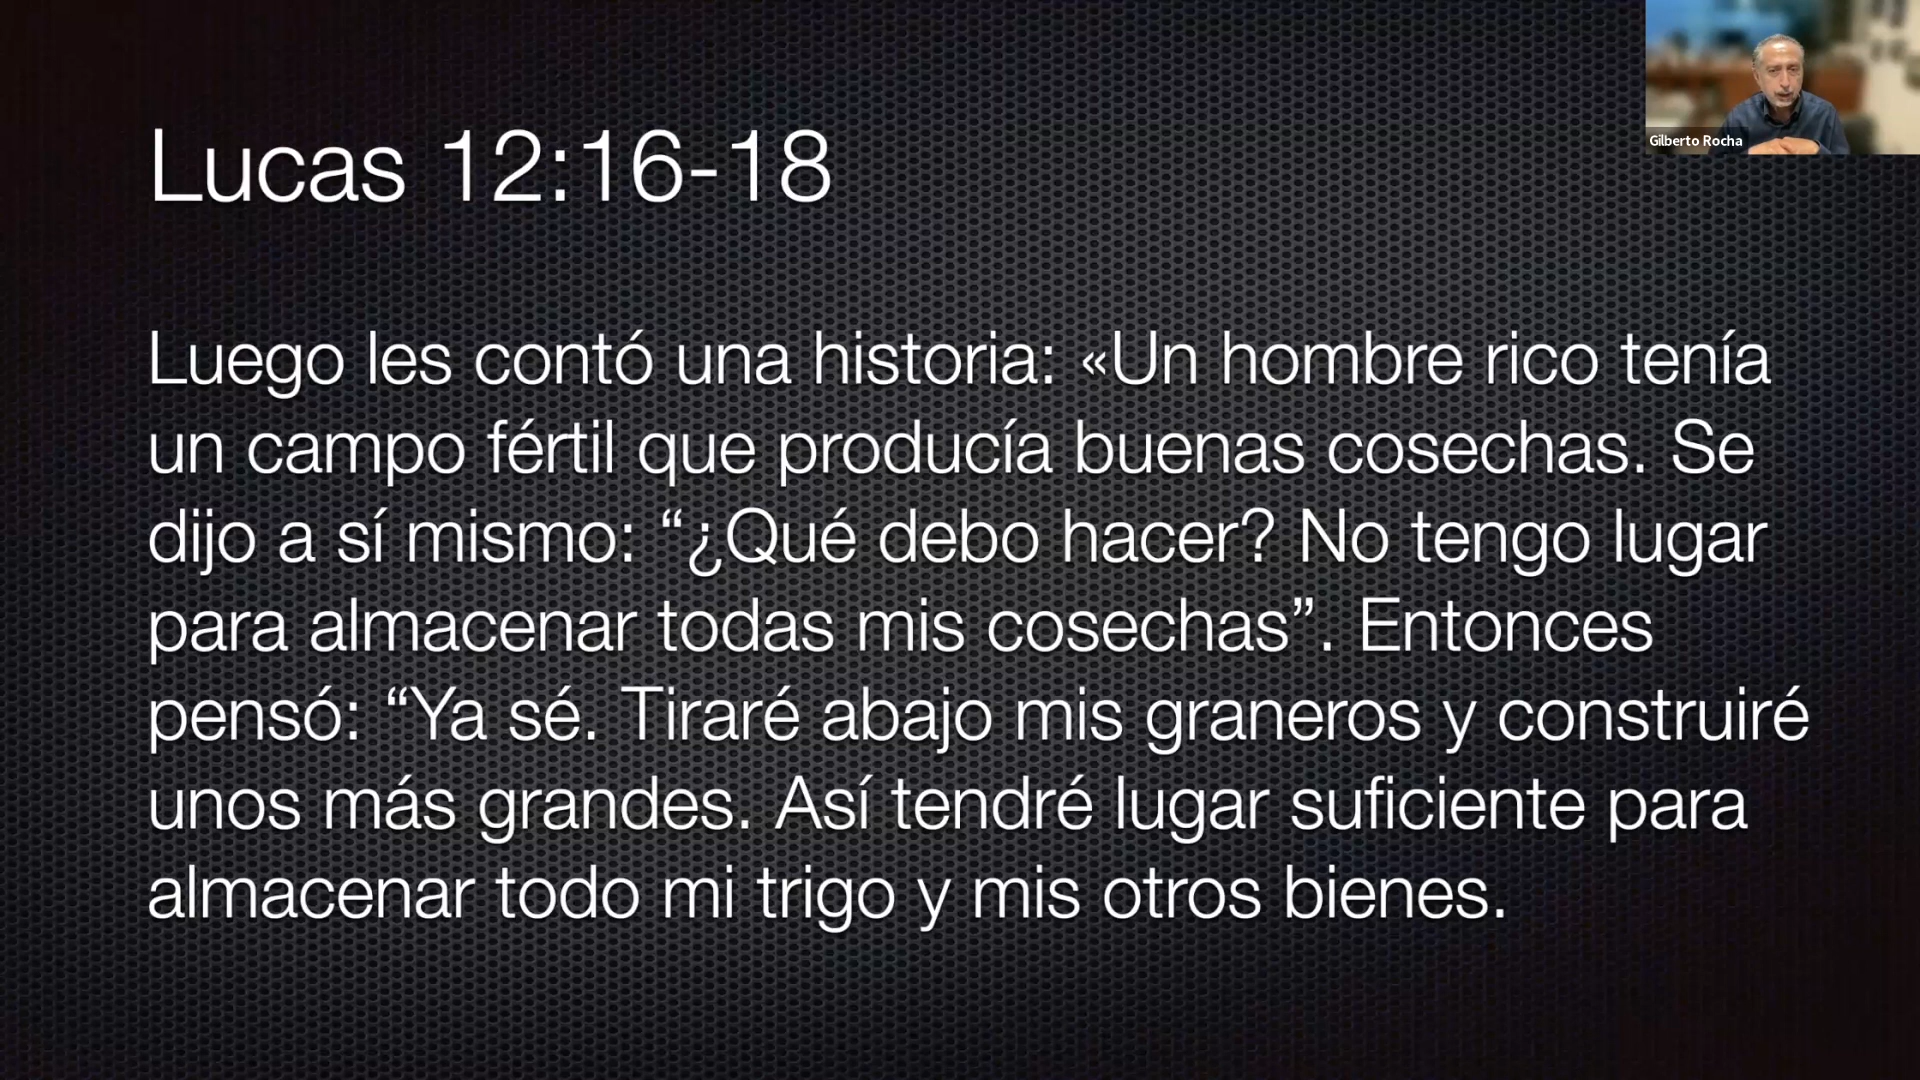 Gilberto Rocha
Lucas 12:16-18
Luego les contó una historia: «Un hombre rico tenía
un campo fértil que producía buenas cosechas. Se
dijo a sí mismo: “¿Qué debo hacer? No tengo lugar
para almacenar todas mis cosechas”. Entonces
pensó: “Ya sé. Tiraré abajo mis graneros y construiré
unos más grandes. Así tendré lugar suficiente para
almacenar todo mi trigo y mis otros bienes.